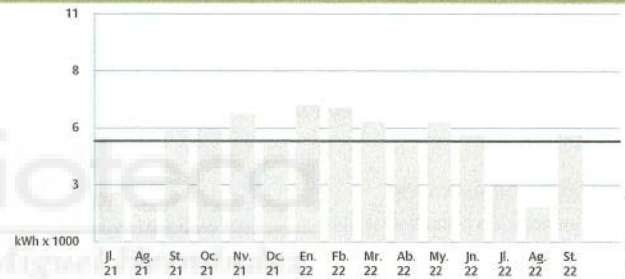 11
8
6
3
kWh x 1000
Jl. Ag. St. Oc. Nv. Dc. En. Fb. Mr. Ab. My. Jn. Jl. Ag. St.
21 21 21 21 21 21 22 22 22 22 22 22 22 22 22